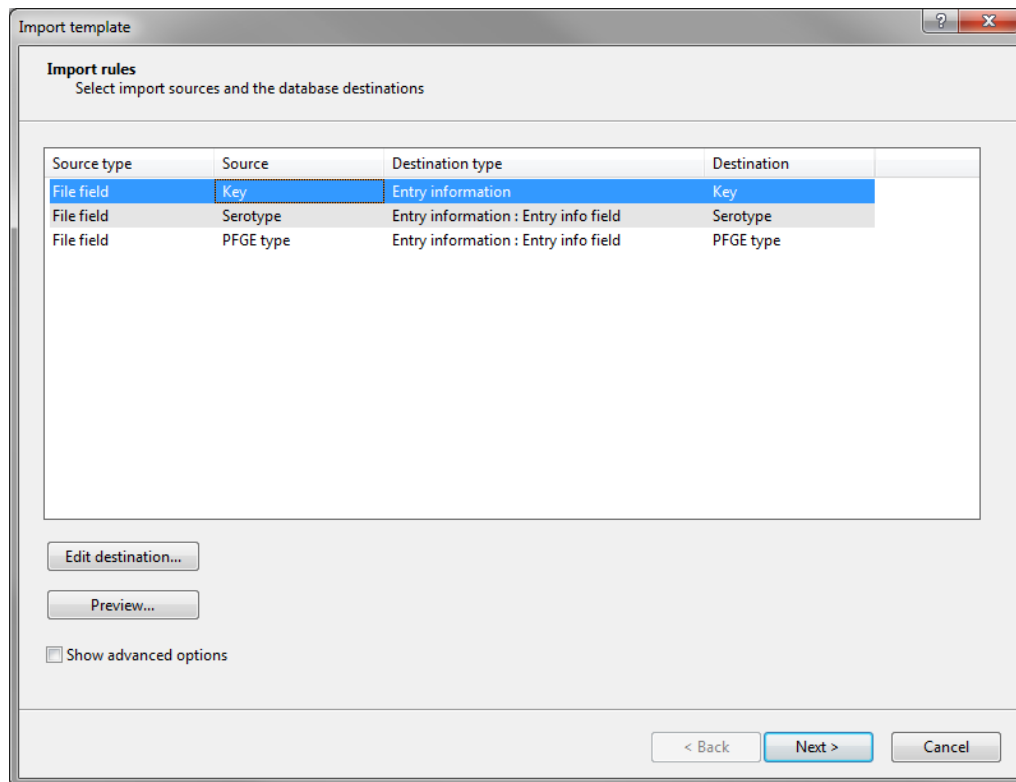 Import template
?
Import rules
Select import sources and the database destinations
Source type Source Destination type Destination
File field Key Entry information Key
File field Serotype Entry information : Entry info field Serotype
File field PFGE type Entry information : Entry info field PFGE type
Edit destination...
Preview...
Show advanced options
< Back Next > Cancel